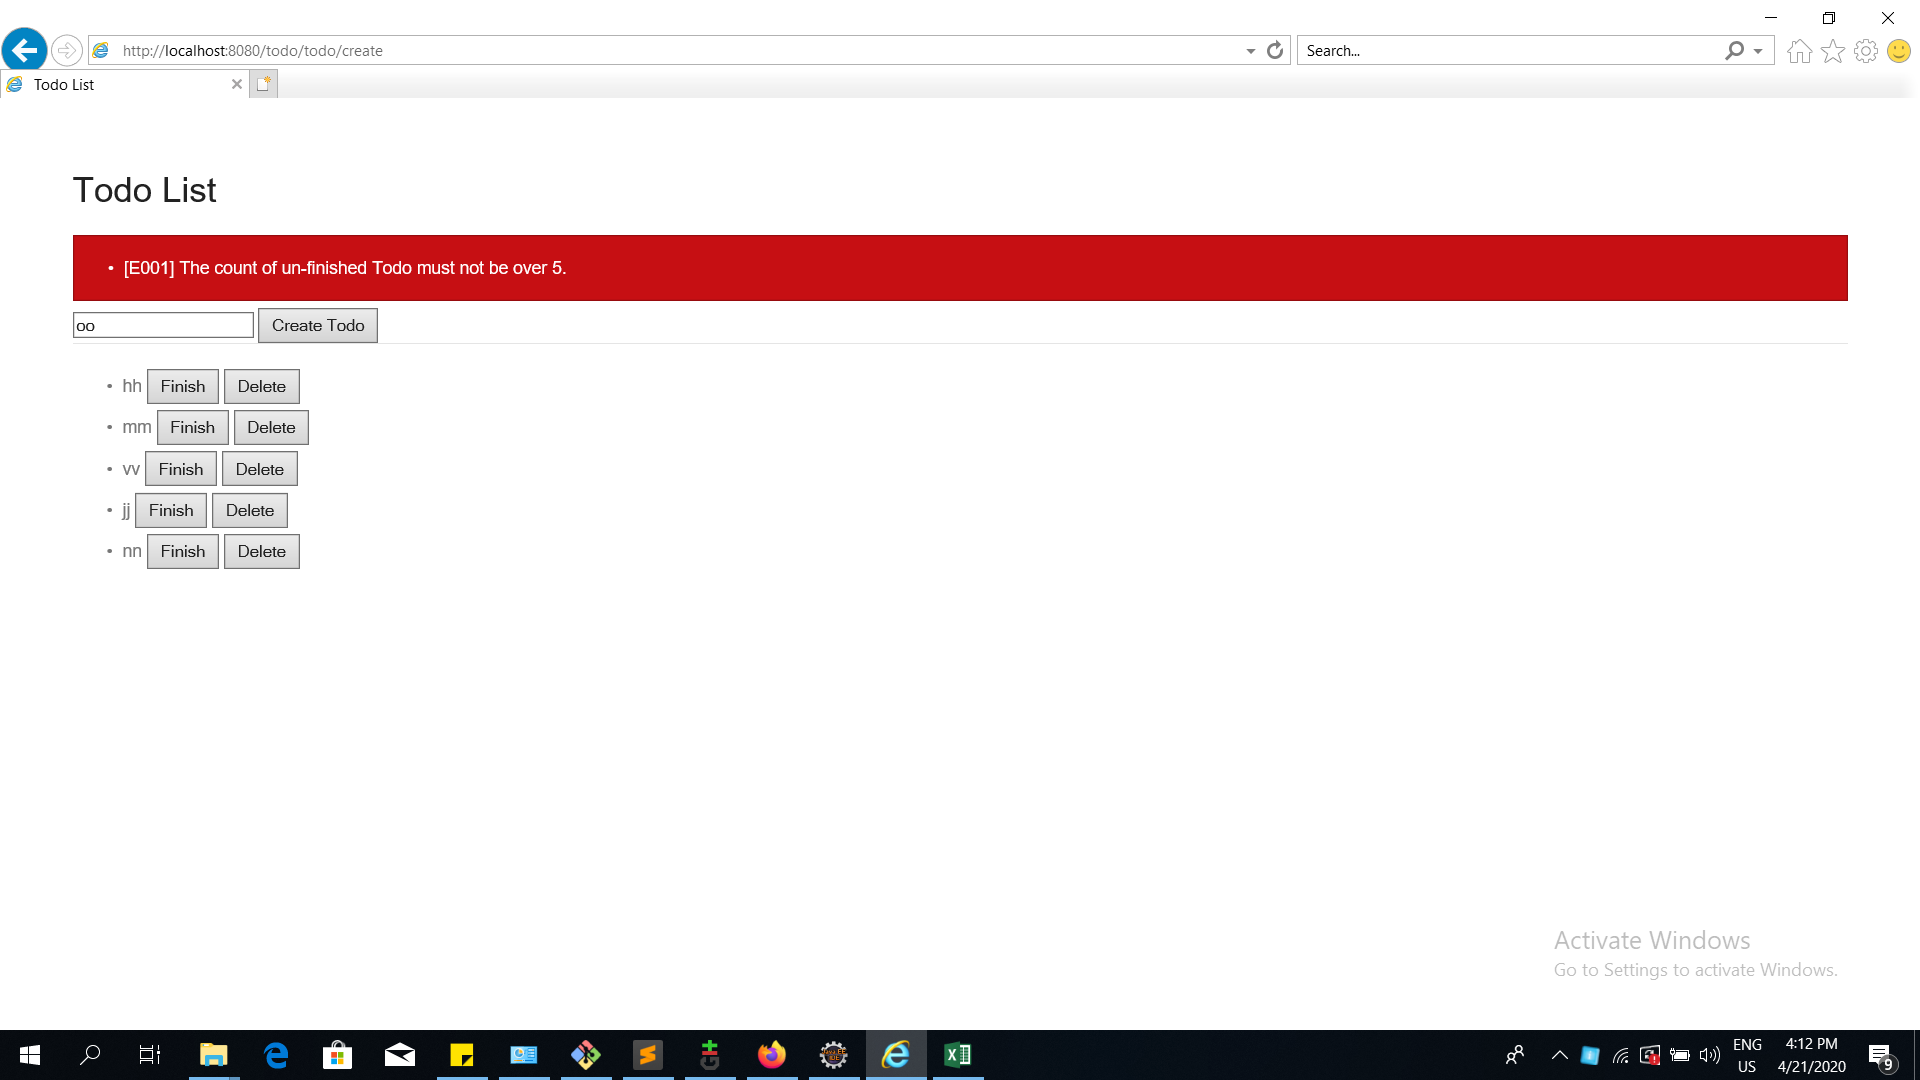 http://localhost:8080/todo/todo/create
Search...
Todo List
Todo List
• [E001] The count of un-finished Todo must not be over 5.
oo Create Todo
• hh Finish Delete
• mm Finish Delete
• vv Finish Delete
• jj Finish Delete
• nn Finish Delete
Activate Windows
Go to Settings to activate Windows.
ENG
US
4:12 PM
4/21/2020
9